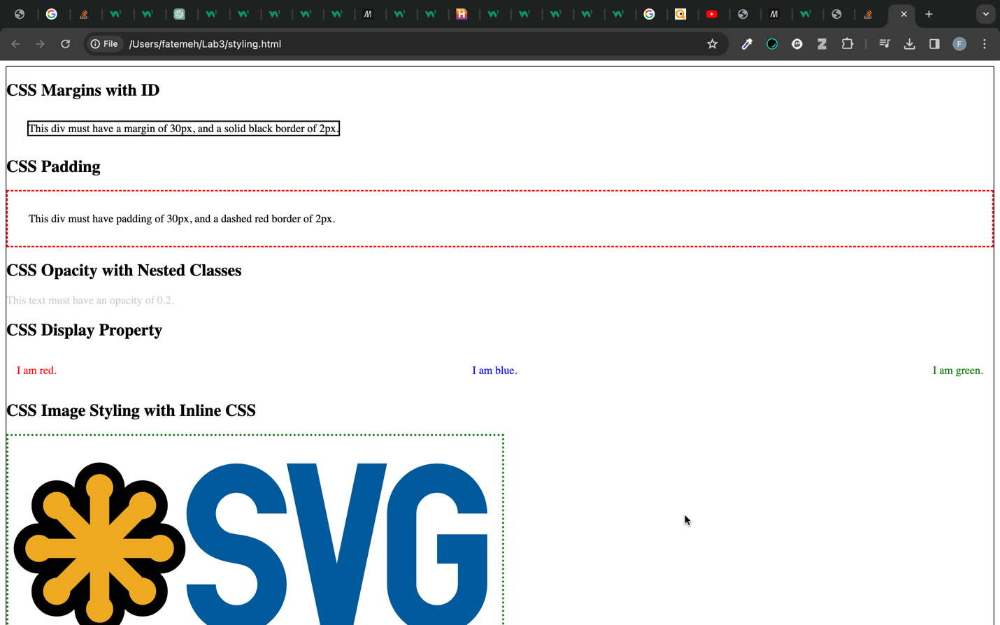 File
/Users/fatemeh/Lab3/styling.html
F
CSS Margins with ID
This div must have a margin of 30px, and a solid black border of 2px.
CSS Padding
This div must have padding of 30px, and a dashed red border of 2px.
CSS Opacity with Nested Classes
This text must have an opacity of 0.2.
CSS Display Property
I am red.
I am blue.
I am green.
CSS Image Styling with Inline CSS
SVG